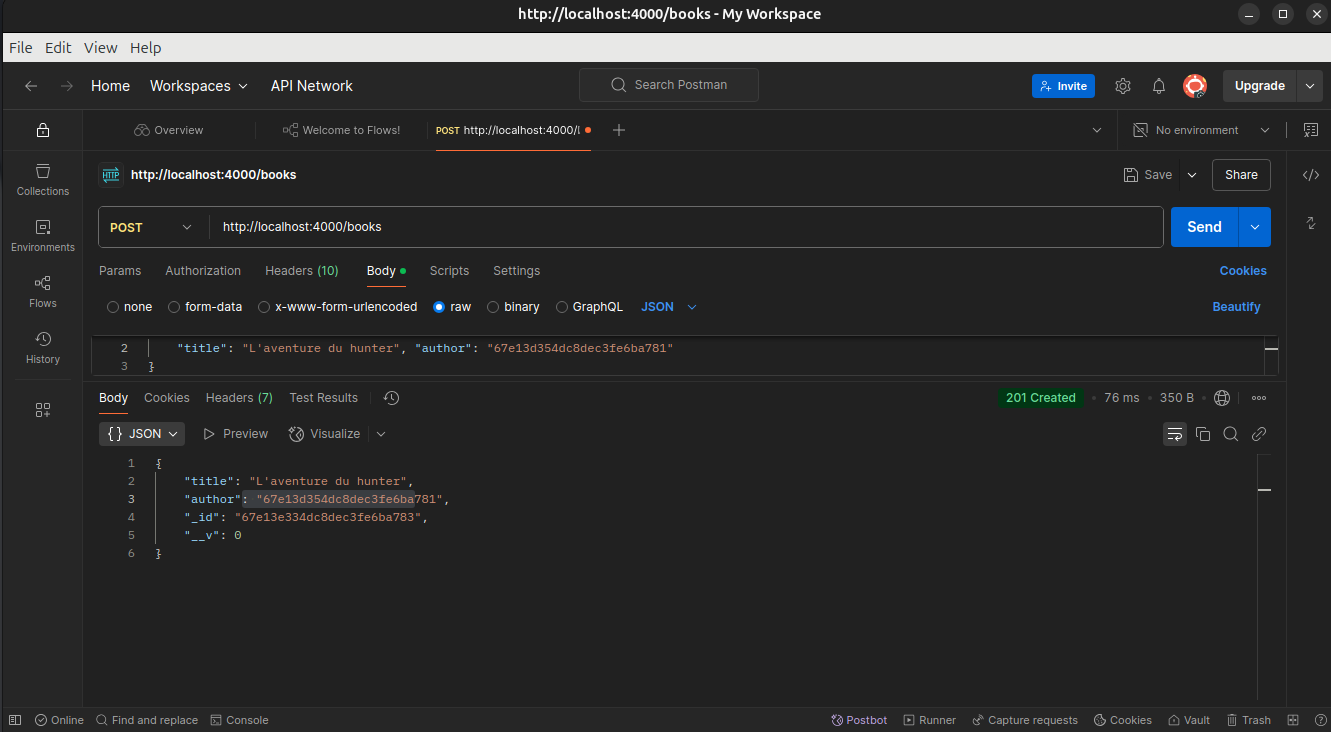 http://localhost:4000/books - My Workspace
File Edit View Help
Home Workspaces API Network Search Postman Invite Upgrade
Overview Welcome to Flows! POST http://localhost:4000/ No environment
HTTP http://localhost:4000/books Save Share
Collections
POST http://localhost:4000/books Send
Environments
Params Authorization Headers (10) Body Scripts Settings Cookies
Flows
none form-data x-www-form-urlencoded raw binary GraphQL JSON Beautify
History
2 "title": "L'aventure du hunter", "author": "67e13d354dc8dec3fe6ba781"
3 }
Body Cookies Headers (7) Test Results 201 Created • 76 ms • 350 B
{} JSON Preview Visualize
1 {
2 "title": "L'aventure du hunter",
3 "author": "67e13d354dc8dec3fe6ba781",
4 "_id": "67e13e334dc8dec3fe6ba783",
5 "__v": 0
6 }
Online Find and replace Console Postbot Runner Capture requests Cookies Vault Trash